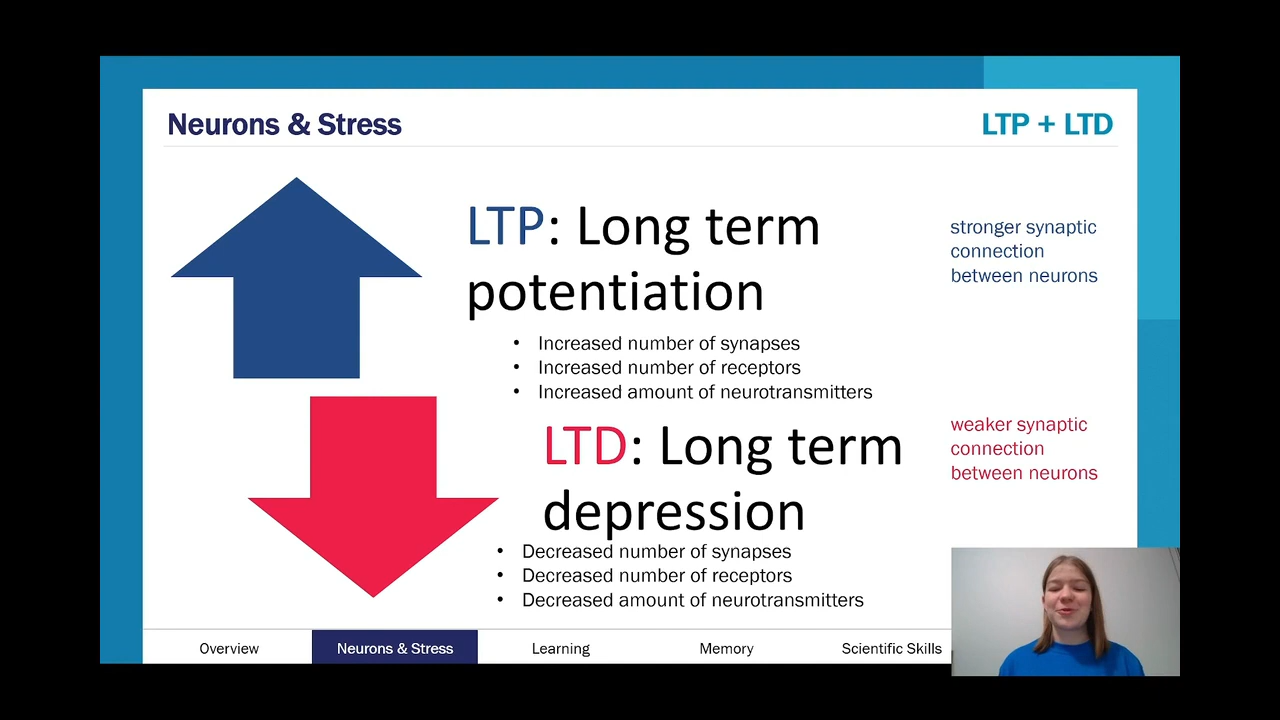 Neurons & Stress
LTP + LTD
LTP: Long term
potentiation
stronger synaptic
connection
between neurons
• Increased number of synapses
• Increased number of receptors
• Increased amount of neurotransmitters
LTD: Long term
depression
weaker synaptic
connection
between neurons
• Decreased number of synapses
• Decreased number of receptors
• Decreased amount of neurotransmitters
Overview
Neurons & Stress
Learning
Memory
Scientific Skills